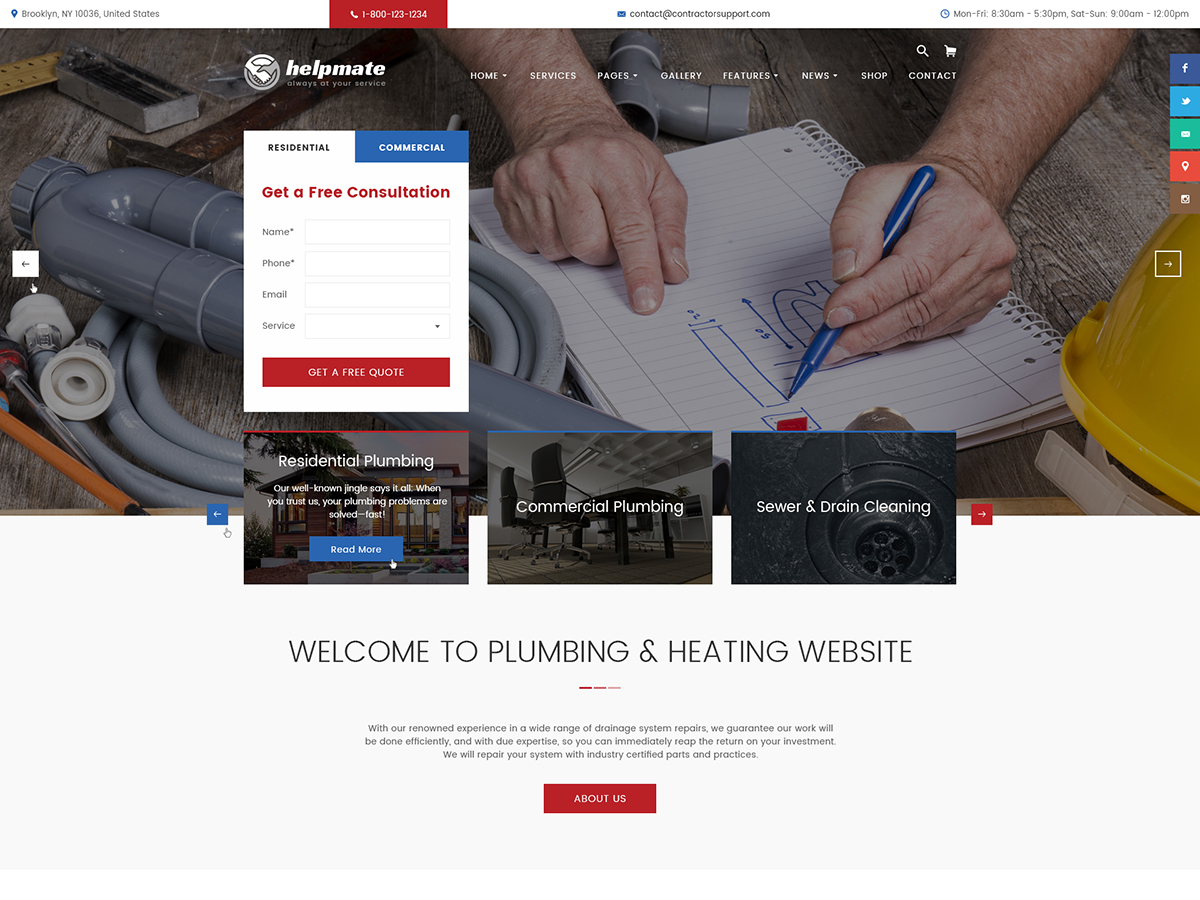 Brooklyn, NY 10036, United States
1-800-123-1234
contact@contractorsupport.com
Mon-Fri: 8:30am - 5:30pm, Sat-Sun: 9:00am - 12:00pm
helpmate
always at your service
HOME
SERVICES
PAGES
GALLERY
FEATURES
NEWS
SHOP
CONTACT
RESIDENTIAL
COMMERCIAL
Get a Free Consultation
Name*
Phone*
Email
Service
GET A FREE QUOTE
Residential Plumbing
Our well-known jingle says it all: When
you trust us, your plumbing problems are
solved—fast!
Read More
Commercial Plumbing
Sewer & Drain Cleaning
WELCOME TO PLUMBING & HEATING WEBSITE
With our renowned experience in a wide range of drainage system repairs, we guarantee our work will
be done efficiently, and with due expertise, so you can immediately reap the return on your investment.
We will repair your system with industry certified parts and practices.
ABOUT US